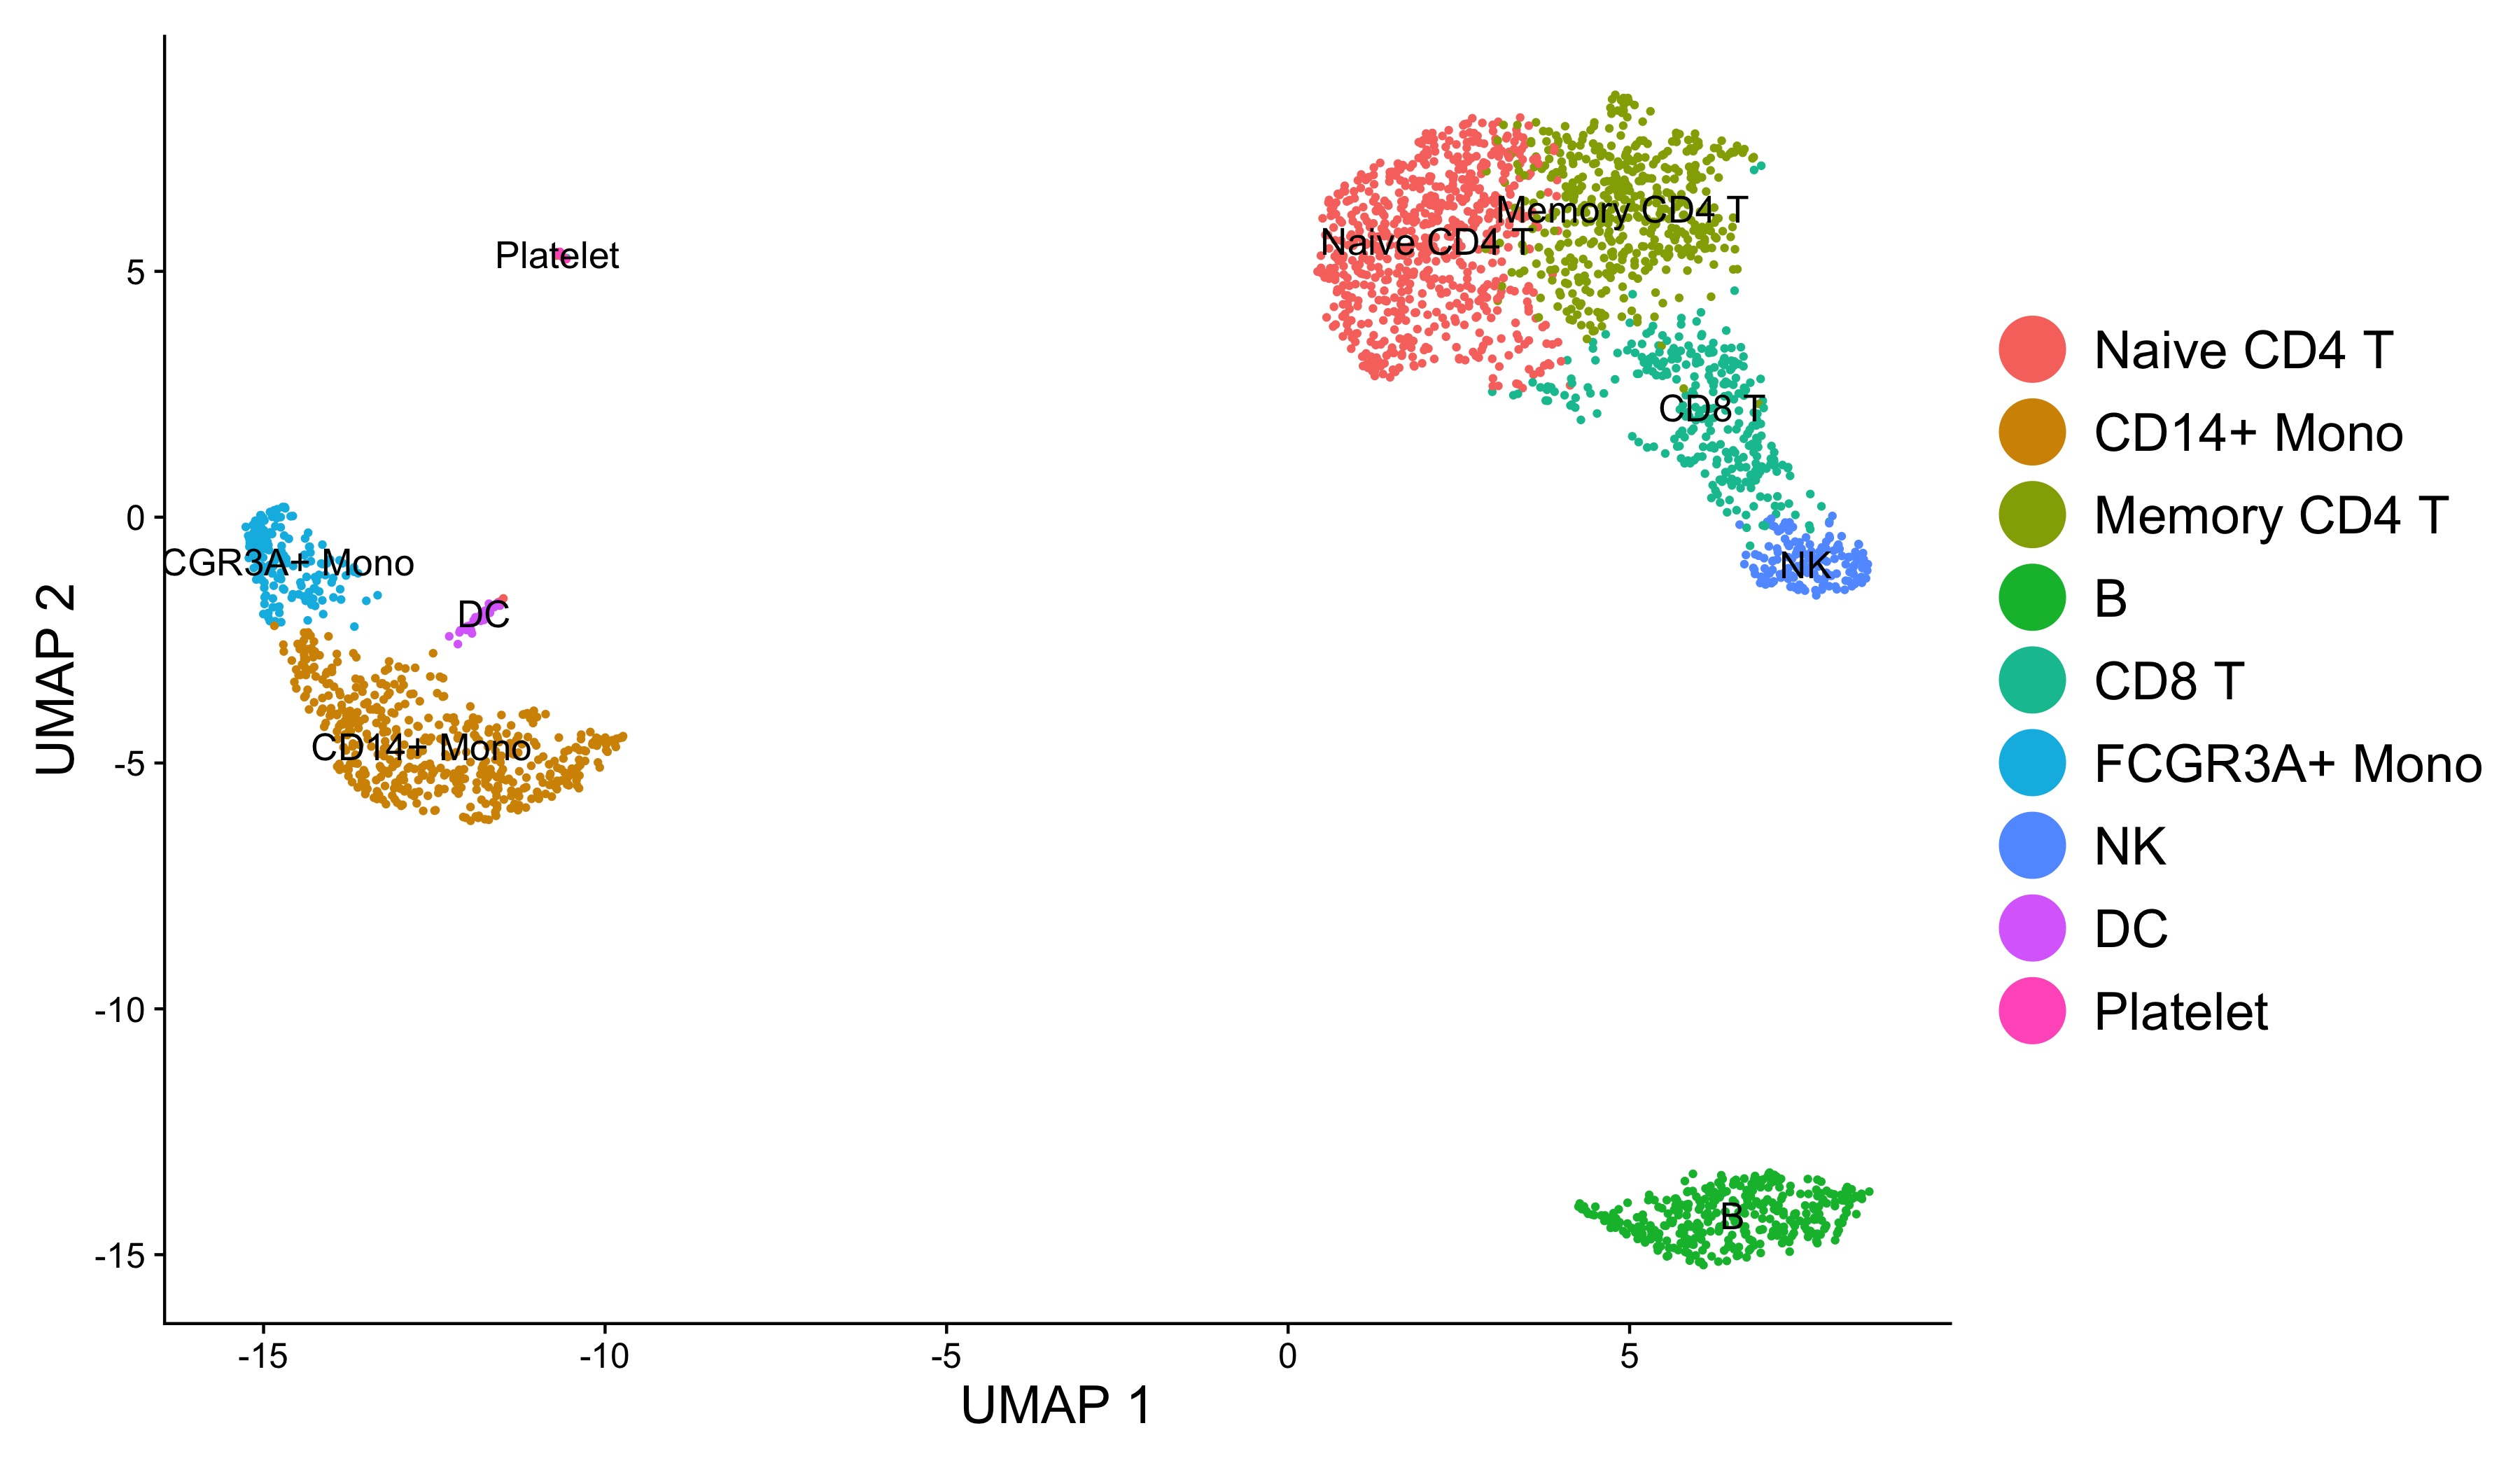 UMAP 2
5
0
-5
-10
-15
Platelet
Memory CD4 T
Naive CD4 T
CD8 T
CGR3A+ Mono
NK
DC
CD14+ Mono
B
-15
-10
-5
0
5
UMAP 1
Naive CD4 T
CD14+ Mono
Memory CD4 T
B
CD8 T
FCGR3A+ Mono
NK
DC
Platelet